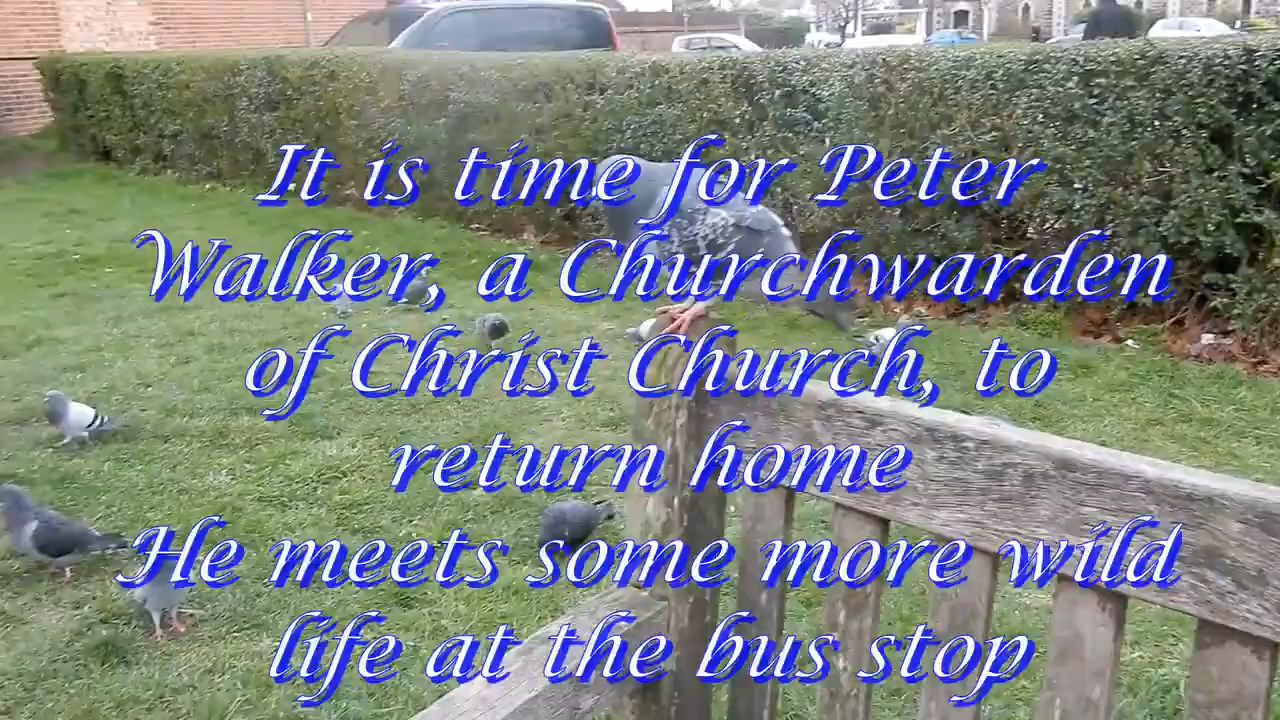 It is time for Peter
Walker, a Churchwarden
of Christ Church, to
return home
He meets some more wild
life at the bus stop